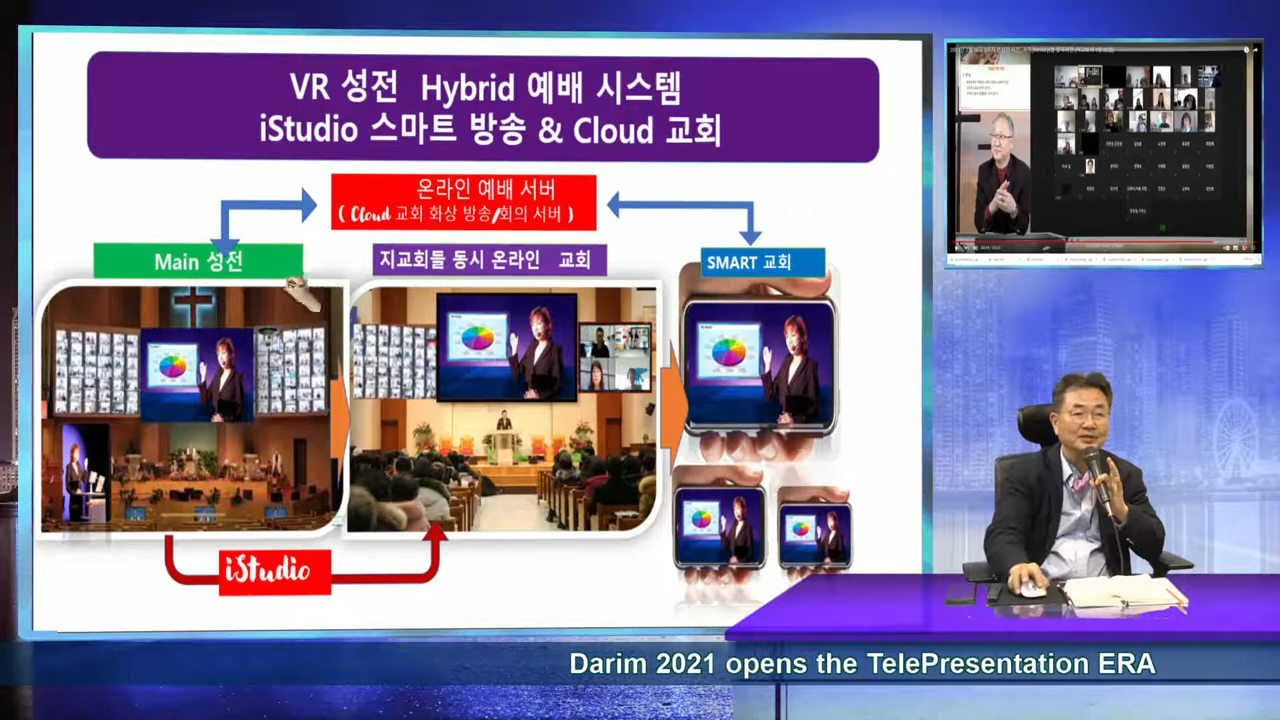 VR 성전 Hybrid 예배 시스템
iStudio 스마트 방송 & Cloud 교회
온라인 예배 서버
( Cloud 교회 화상 방송/회의 서버 )
Main 성전
지교회들 동시 온라인 교회
SMART 교회
iStudio
Darim 2021 opens the TelePresentation ERA